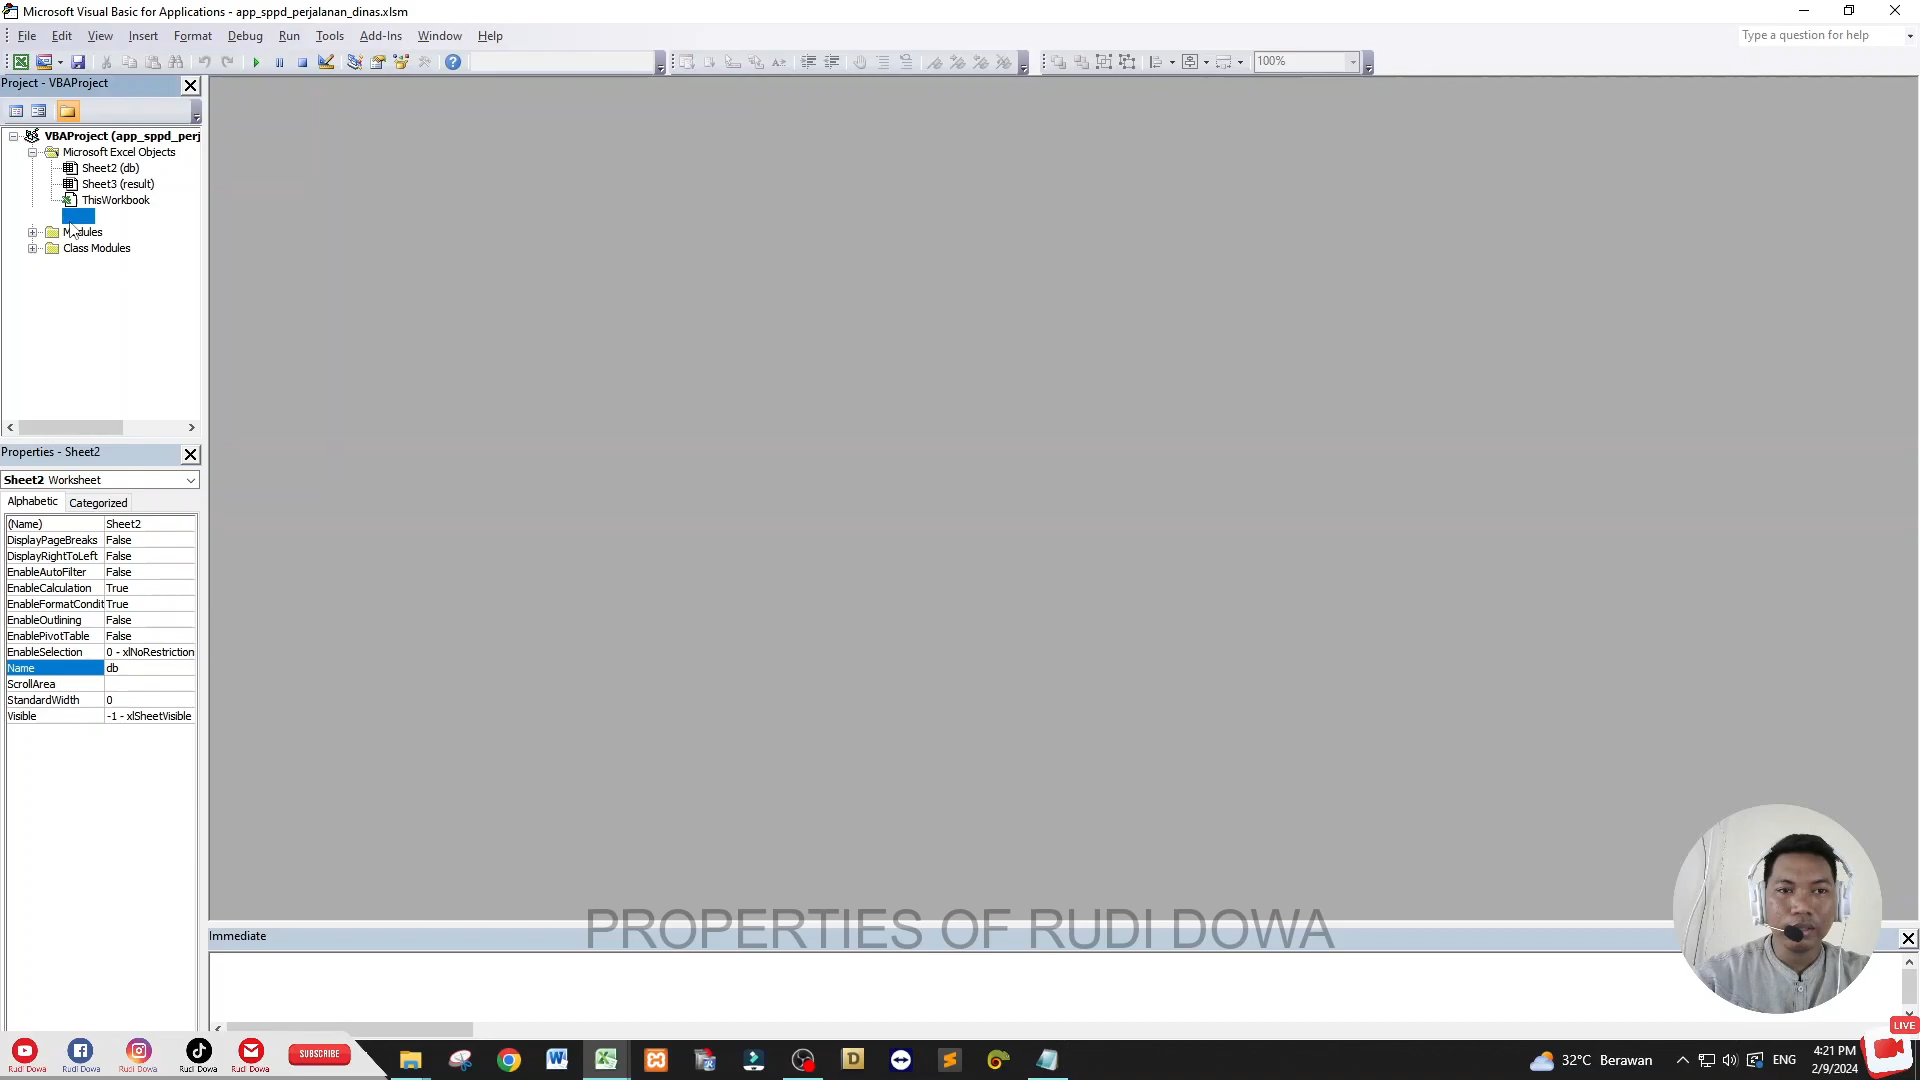 Microsoft Visual Basic for Applications - app_sppd_perjalanan_dinas.xlsm
File Edit View Insert Format Debug Run Tools Add-Ins Window Help
Type a question for help
100%
Project - VBAProject
VBAProject (app_sppd_perj
Microsoft Excel Objects
Sheet2 (db)
Sheet3 (result)
ThisWorkbook
Modules
Class Modules
Properties - Sheet2
Sheet2 Worksheet
Alphabetic Categorized
(Name) Sheet2
DisplayPageBreaks False
DisplayRightToLeft False
EnableAutoFilter False
EnableCalculation True
EnableFormatCondit True
EnableOutlining False
EnablePivotTable False
EnableSelection 0 - xlNoRestriction
Name db
ScrollArea
StandardWidth 0
Visible -1 - xlSheetVisible
PROPERTIES OF RUDI DOWA
Immediate
LIVE
Rudi Dowa Rudi Dowa Rudi Dowa Rudi Dowa Rudi Dowa
SUBSCRIBE
32°C Berawan
ENG
4:21 PM
2/9/2024